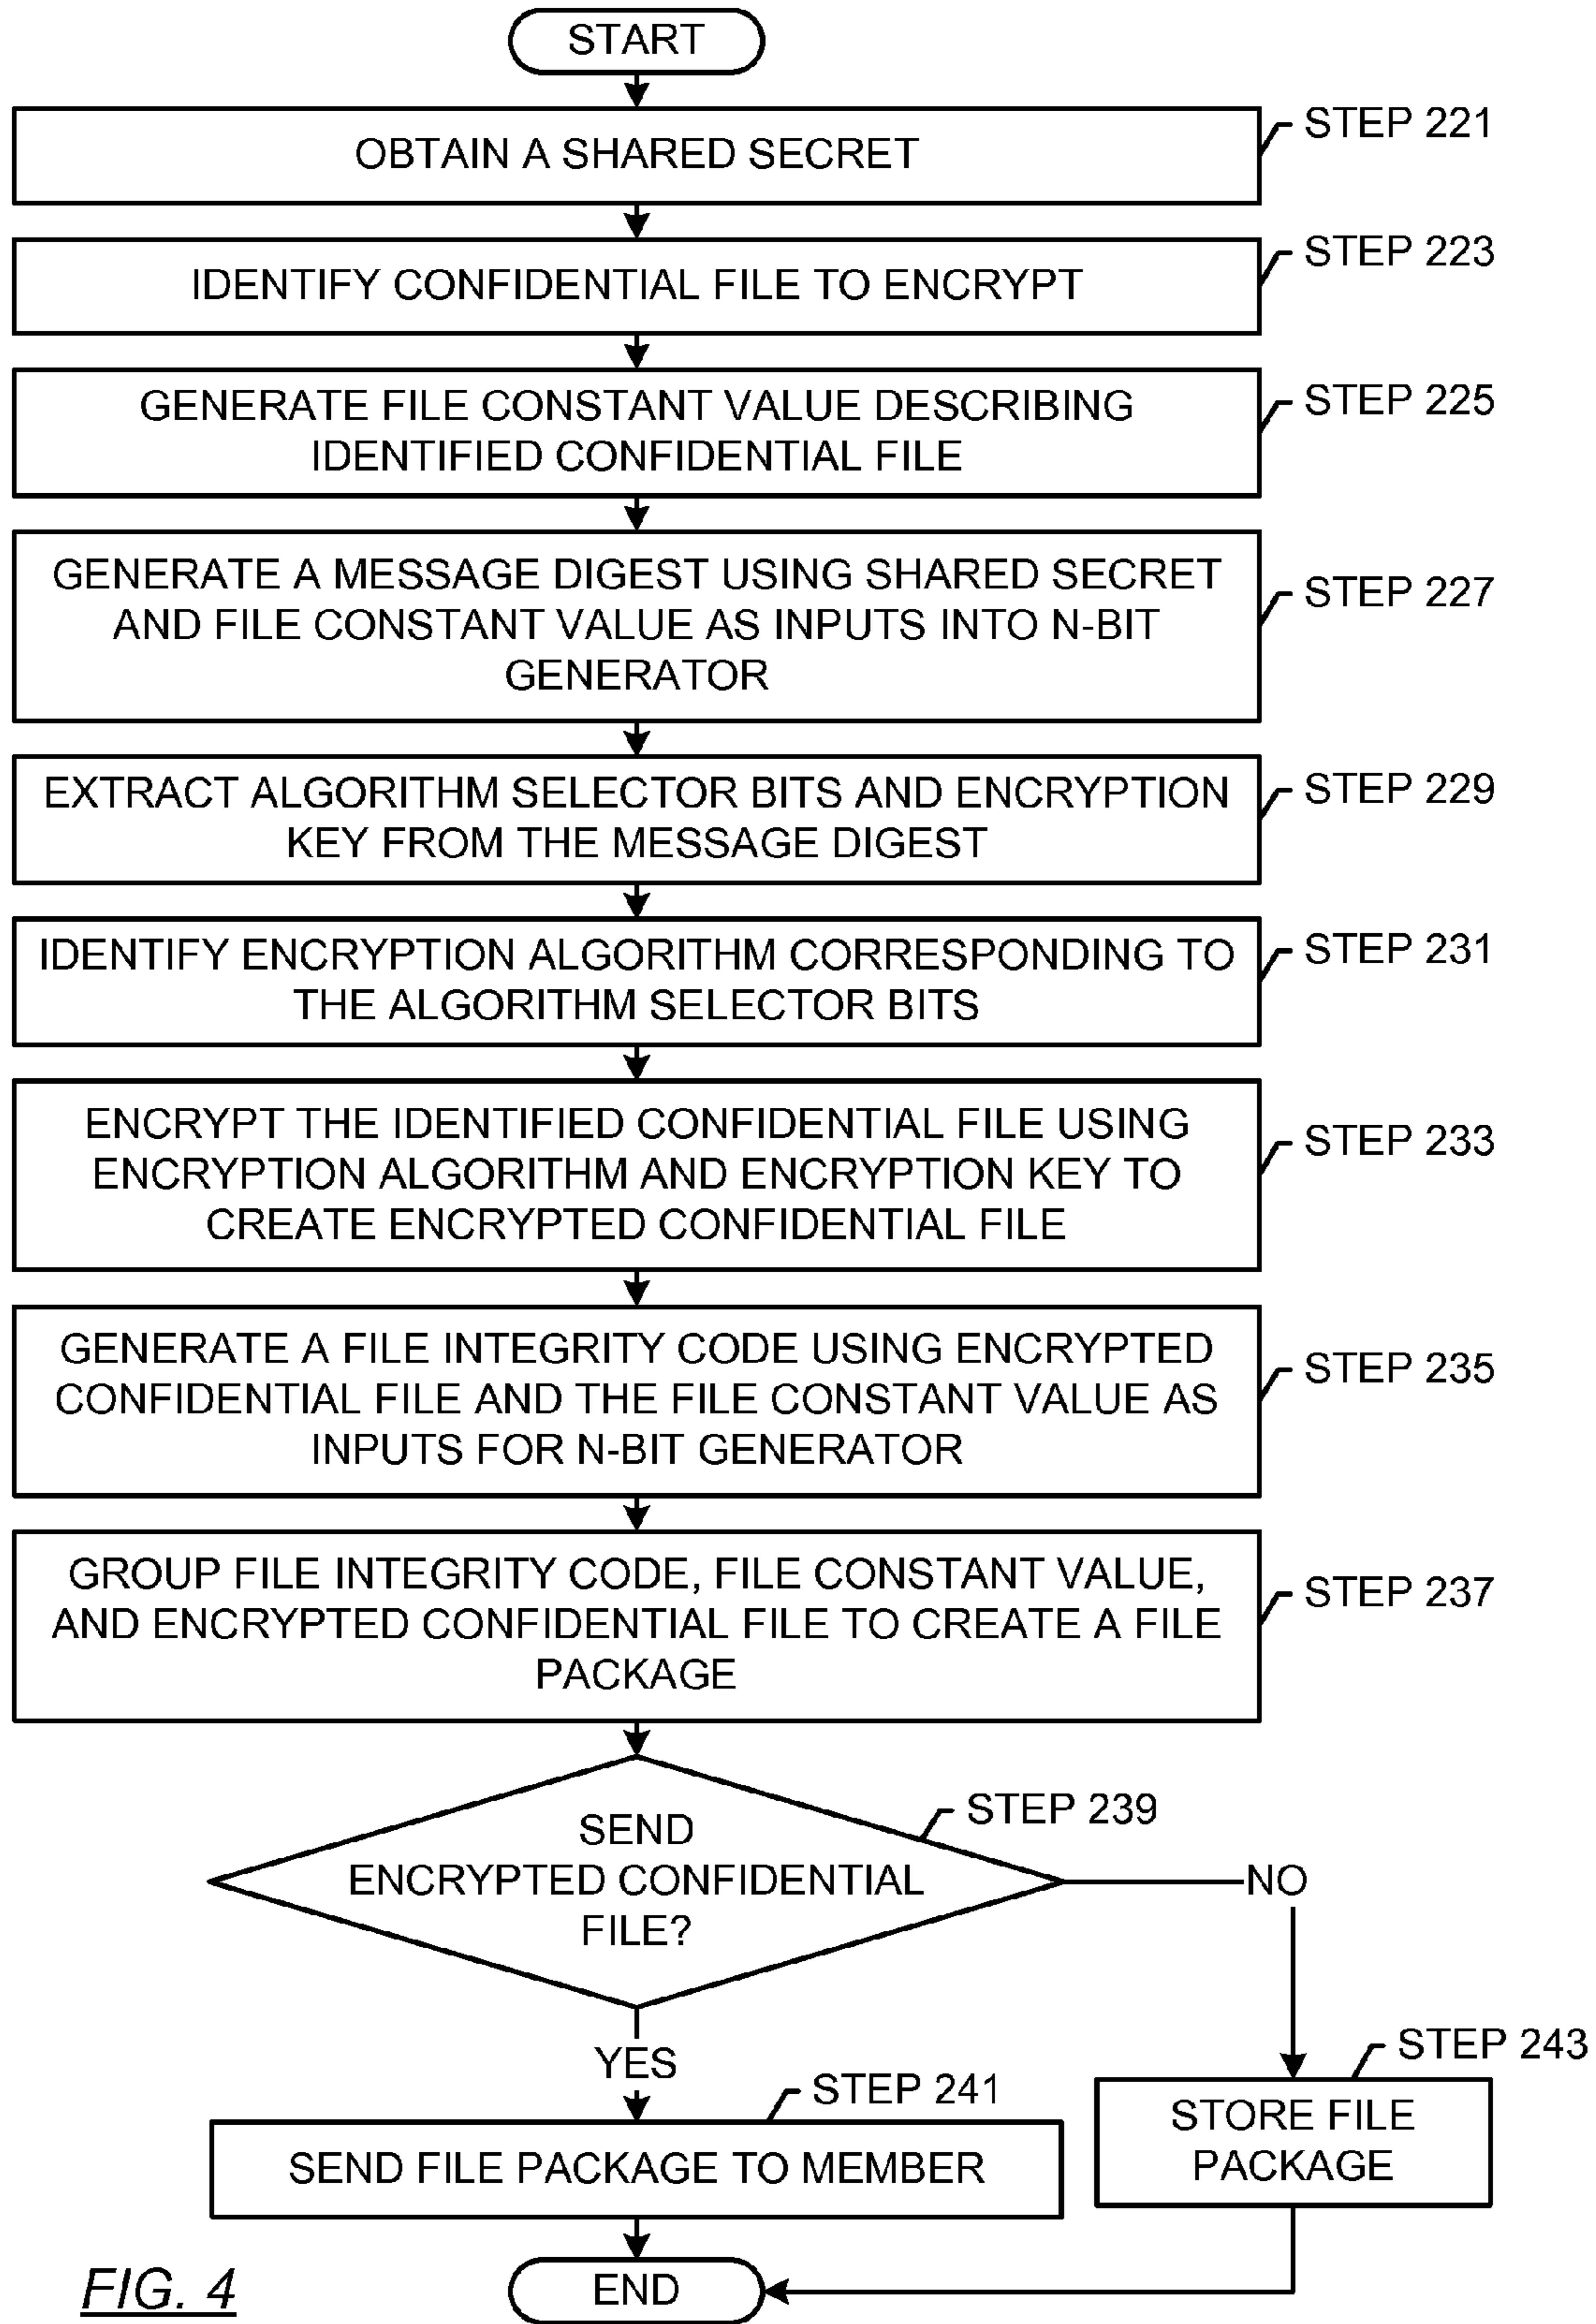 START
OBTAIN A SHARED SECRET
STEP 221
IDENTIFY CONFIDENTIAL FILE TO ENCRYPT
STEP 223
GENERATE FILE CONSTANT VALUE DESCRIBING
IDENTIFIED CONFIDENTIAL FILE
STEP 225
GENERATE A MESSAGE DIGEST USING SHARED SECRET
AND FILE CONSTANT VALUE AS INPUTS INTO N-BIT
GENERATOR
STEP 227
EXTRACT ALGORITHM SELECTOR BITS AND ENCRYPTION
KEY FROM THE MESSAGE DIGEST
STEP 229
IDENTIFY ENCRYPTION ALGORITHM CORRESPONDING TO
THE ALGORITHM SELECTOR BITS
STEP 231
ENCRYPT THE IDENTIFIED CONFIDENTIAL FILE USING
ENCRYPTION ALGORITHM AND ENCRYPTION KEY TO
CREATE ENCRYPTED CONFIDENTIAL FILE
STEP 233
GENERATE A FILE INTEGRITY CODE USING ENCRYPTED
CONFIDENTIAL FILE AND THE FILE CONSTANT VALUE AS
INPUTS FOR N-BIT GENERATOR
STEP 235
GROUP FILE INTEGRITY CODE, FILE CONSTANT VALUE,
AND ENCRYPTED CONFIDENTIAL FILE TO CREATE A FILE
PACKAGE
STEP 237
SEND
ENCRYPTED CONFIDENTIAL
FILE?
STEP 239
NO
YES
STEP 241
SEND FILE PACKAGE TO MEMBER
STEP 243
STORE FILE
PACKAGE
END
FIG. 4